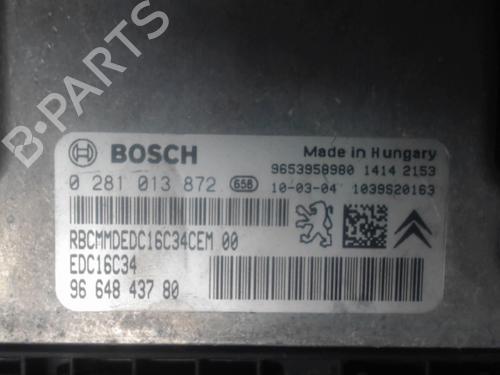 B-PARTS
BOSCH
Made in Hungary
9653958980 1414 2153
0 281 013 872 658 10-03-04 1039S20163
RBCMMDEDC16C34CEM 00
EDC16C34
96 648 437 80